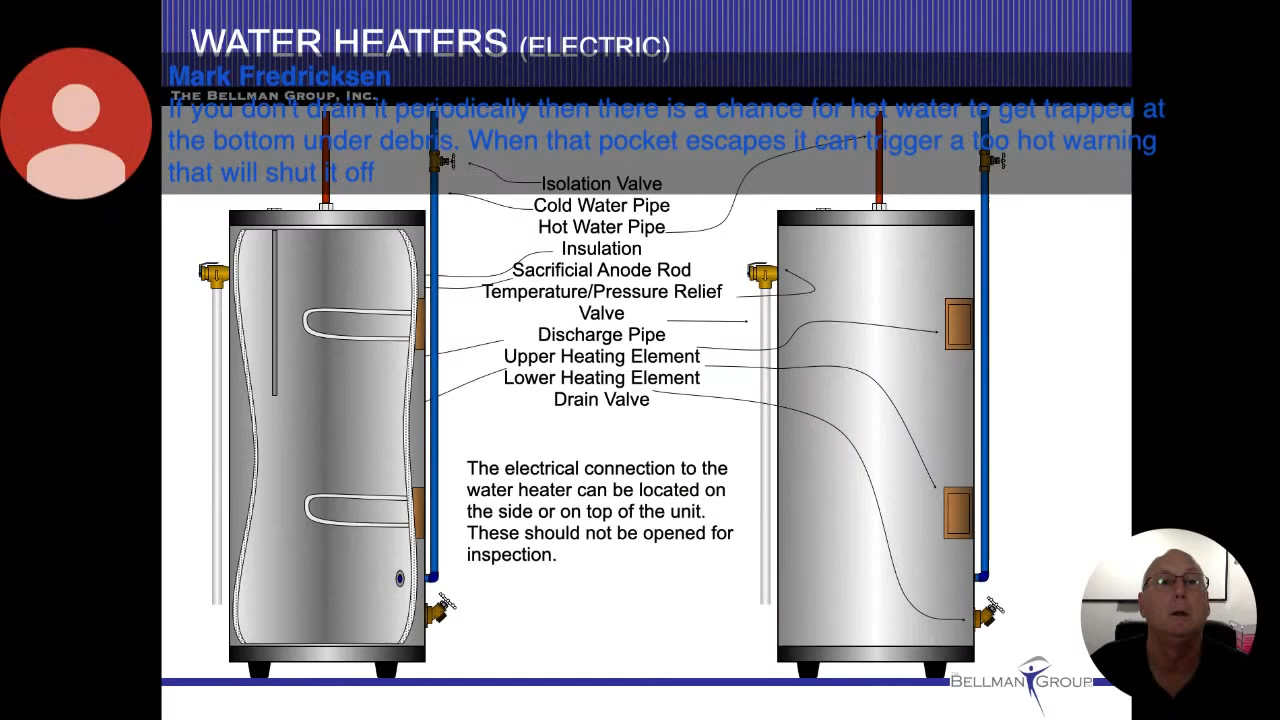 WATER HEATERS (ELECTRIC)
Mark Fredricksen
THE BELLMAN GROUP, INC.
If you don't drain it periodically then there is a chance for hot water to get trapped at
the bottom under debris. When that pocket escapes it can trigger a too hot warning
that will shut it off
Isolation Valve
Cold Water Pipe
Hot Water Pipe
Insulation
Sacrificial Anode Rod
Temperature/Pressure Relief
Valve
Discharge Pipe
Upper Heating Element
Lower Heating Element
Drain Valve
The electrical connection to the
water heater can be located on
the side or on top of the unit.
These should not be opened for
inspection.
THE BELLMAN GROUP